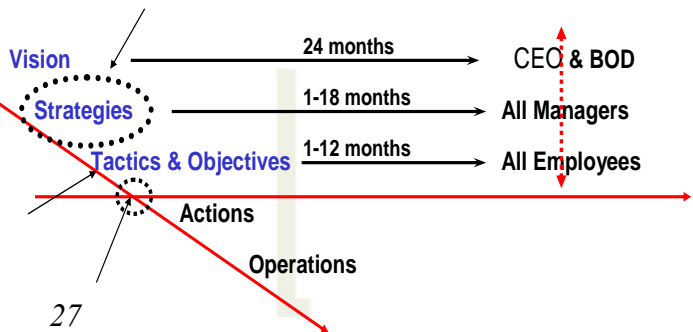 24 months
Vision CEO & BOD
1-18 months
Strategies All Managers
1-12 months
Tactics & Objectives All Employees
Actions
Operations
27